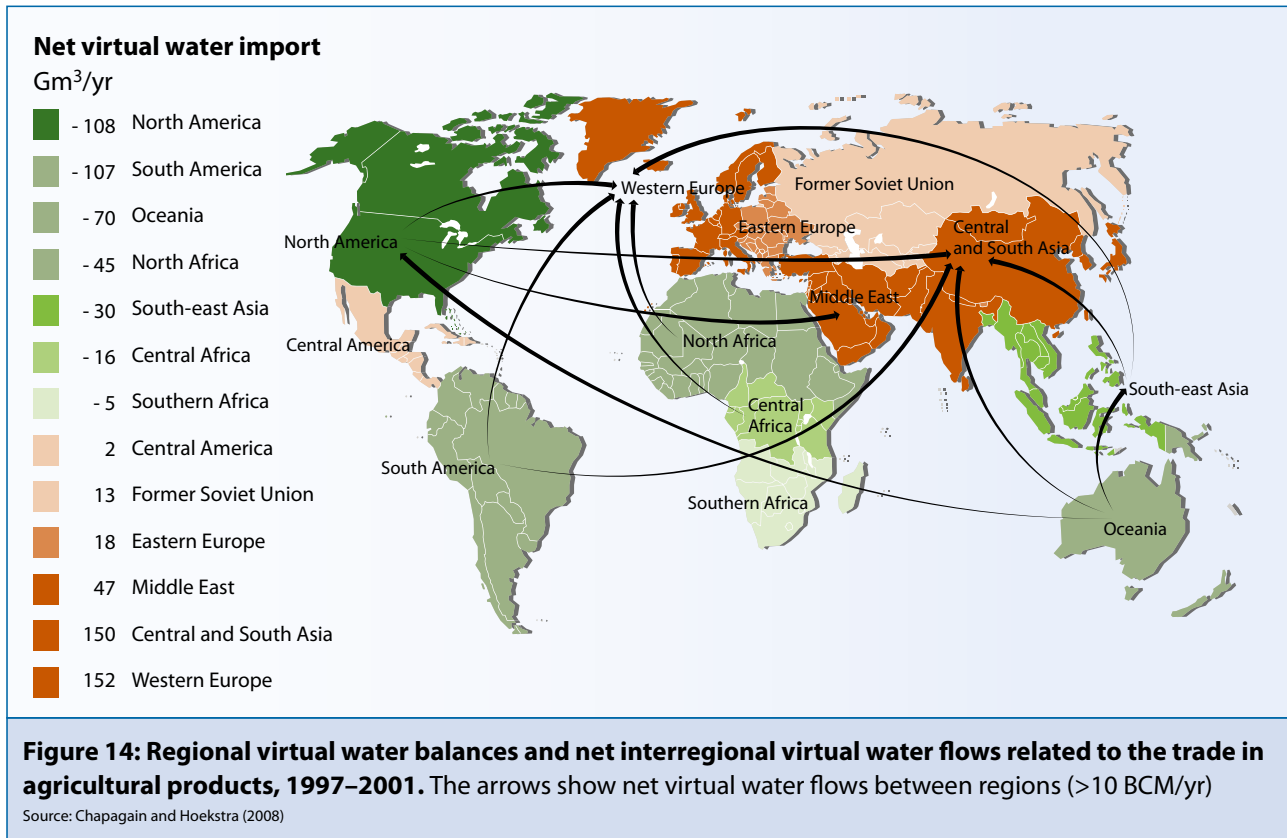 Net virtual water import
Gm³/yr
- 108 North America
- 107 South America
- 70 Oceania
- 45 North Africa
- 30 South-east Asia
- 16 Central Africa
- 5 Southern Africa
2 Central America
13 Former Soviet Union
18 Eastern Europe
47 Middle East
150 Central and South Asia
152 Western Europe
Western Europe
Former Soviet Union
Eastern Europe
Central
and South Asia
North America
Middle East
Central America
North Africa
South-east Asia
Central
Africa
South America
Southern Africa
Oceania
Figure 14: Regional virtual water balances and net interregional virtual water flows related to the trade in
agricultural products, 1997–2001. The arrows show net virtual water flows between regions (>10 BCM/yr)
Source: Chapagain and Hoekstra (2008)